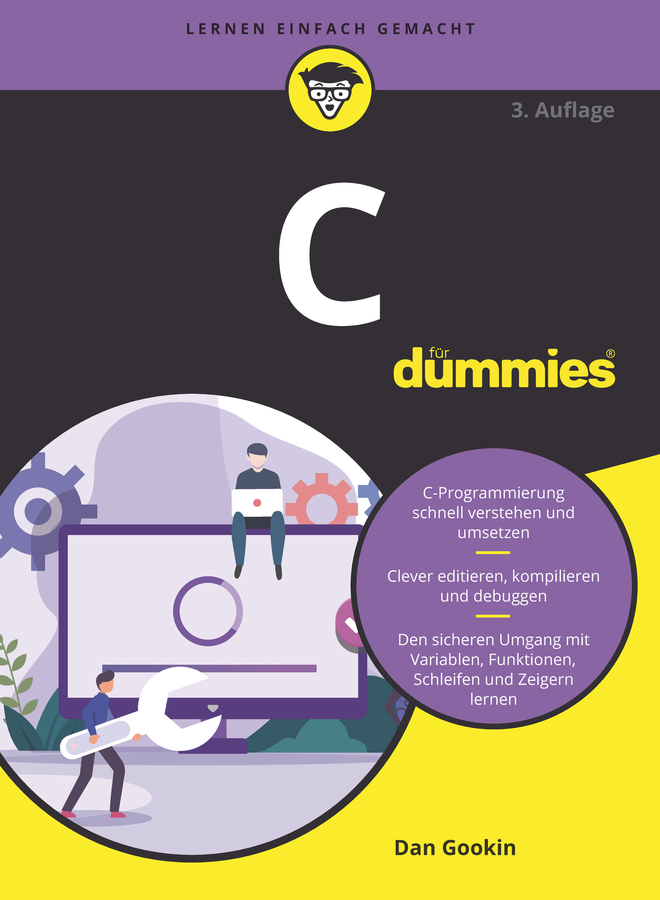 LERNEN EINFACH GEMACHT
3. Auflage
C
für
dummies®
C-Programmierung
schnell verstehen und
umsetzen
Clever editieren, kompilieren
und debuggen
Den sicheren Umgang mit
Variablen, Funktionen,
Schleifen und Zeigern
lernen
Dan Gookin